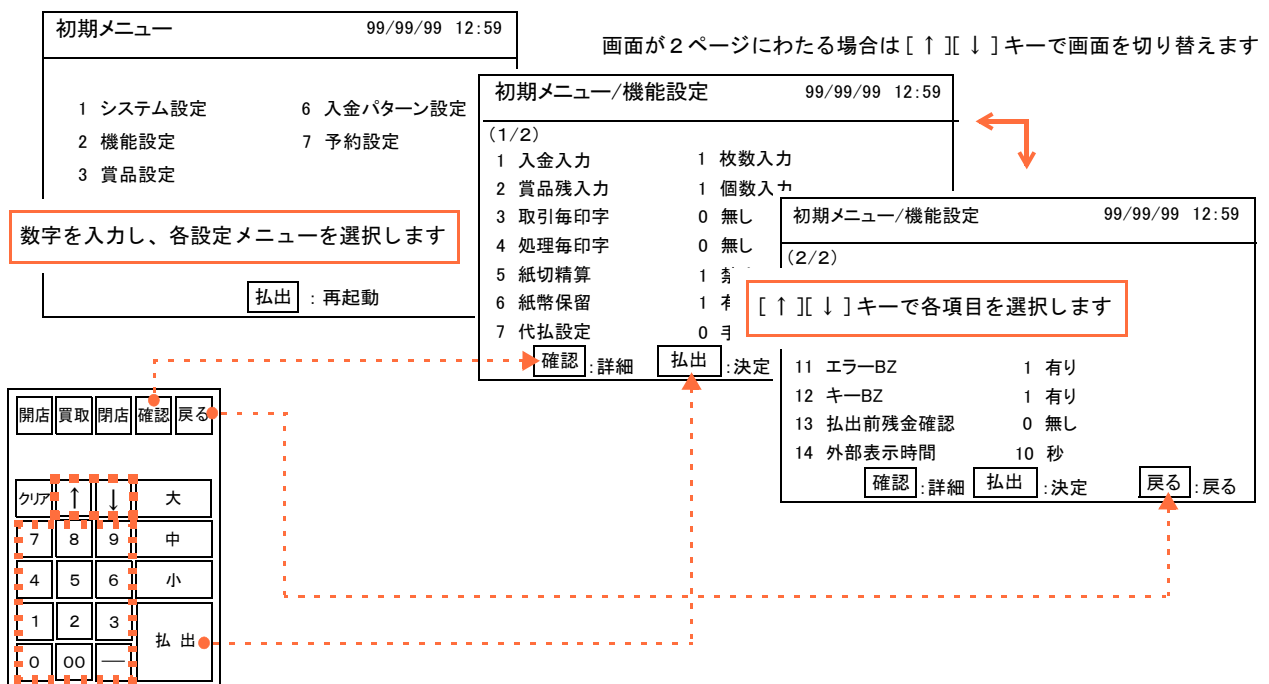 初期メニュー 99/99/99 12:59
1 システム設定 6 入金パターン設定
2 機能設定 7 予約設定
3 賞品設定
数字を入力し、各設定メニューを選択します
払出 : 再起動
画面が２ページにわたる場合は[ ↑ ][ ↓ ]キーで画面を切り替えます
初期メニュー/機能設定 99/99/99 12:59
(1/2)
1 入金入力 1 枚数入力
2 賞品残入力 1 個数入力
3 取引毎印字 0 無し
4 処理毎印字 0 無し
5 紙切精算 1
6 紙幣保留 1
7 代払設定 0 手
確認 :詳細 払出 :決定
初期メニュー/機能設定 99/99/99 12:59
(2/2)
[ ↑ ][ ↓ ]キーで各項目を選択します
11 エラーBZ 1 有り
12 キーBZ 1 有り
13 払出前残金確認 0 無し
14 外部表示時間 10 秒
確認 :詳細 払出 :決定 戻る :戻る
開店 買取 閉店 確認 戻る
クリア ↑ ↓ 大
7 8 9 中
4 5 6 小
1 2 3
払 出
0 00 —